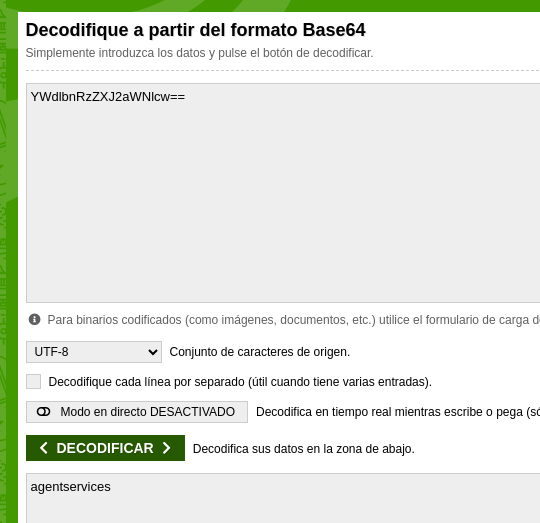 Decodifique a partir del formato Base64
Simplemente introduzca los datos y pulse el botón de decodificar.
YWdlbnRzZXJ2aWNlcw==
Para binarios codificados (como imágenes, documentos, etc.) utilice el formulario de carga d
UTF-8 Conjunto de caracteres de origen.
Decodifique cada línea por separado (útil cuando tiene varias entradas).
Modo en directo DESACTIVADO Decodifica en tiempo real mientras escribe o pega (só
DECODIFICAR Decodifica sus datos en la zona de abajo.
agentservices